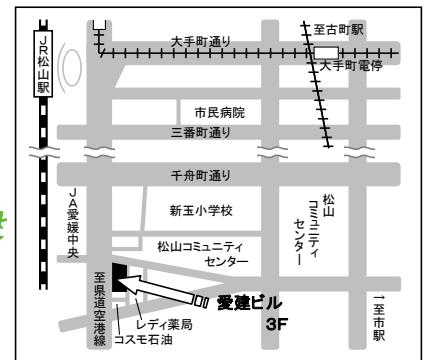 大手町通り
至古町駅
大手町電停
JR松山駅
市民病院
三番町通り
千舟町通り
JA愛媛中央
新玉小学校
松山
コミュニティ
センター
松山コミュニティ
センター
至県道空港線
愛建ビル
3F
レディ薬局
コスモ石油
→至市駅